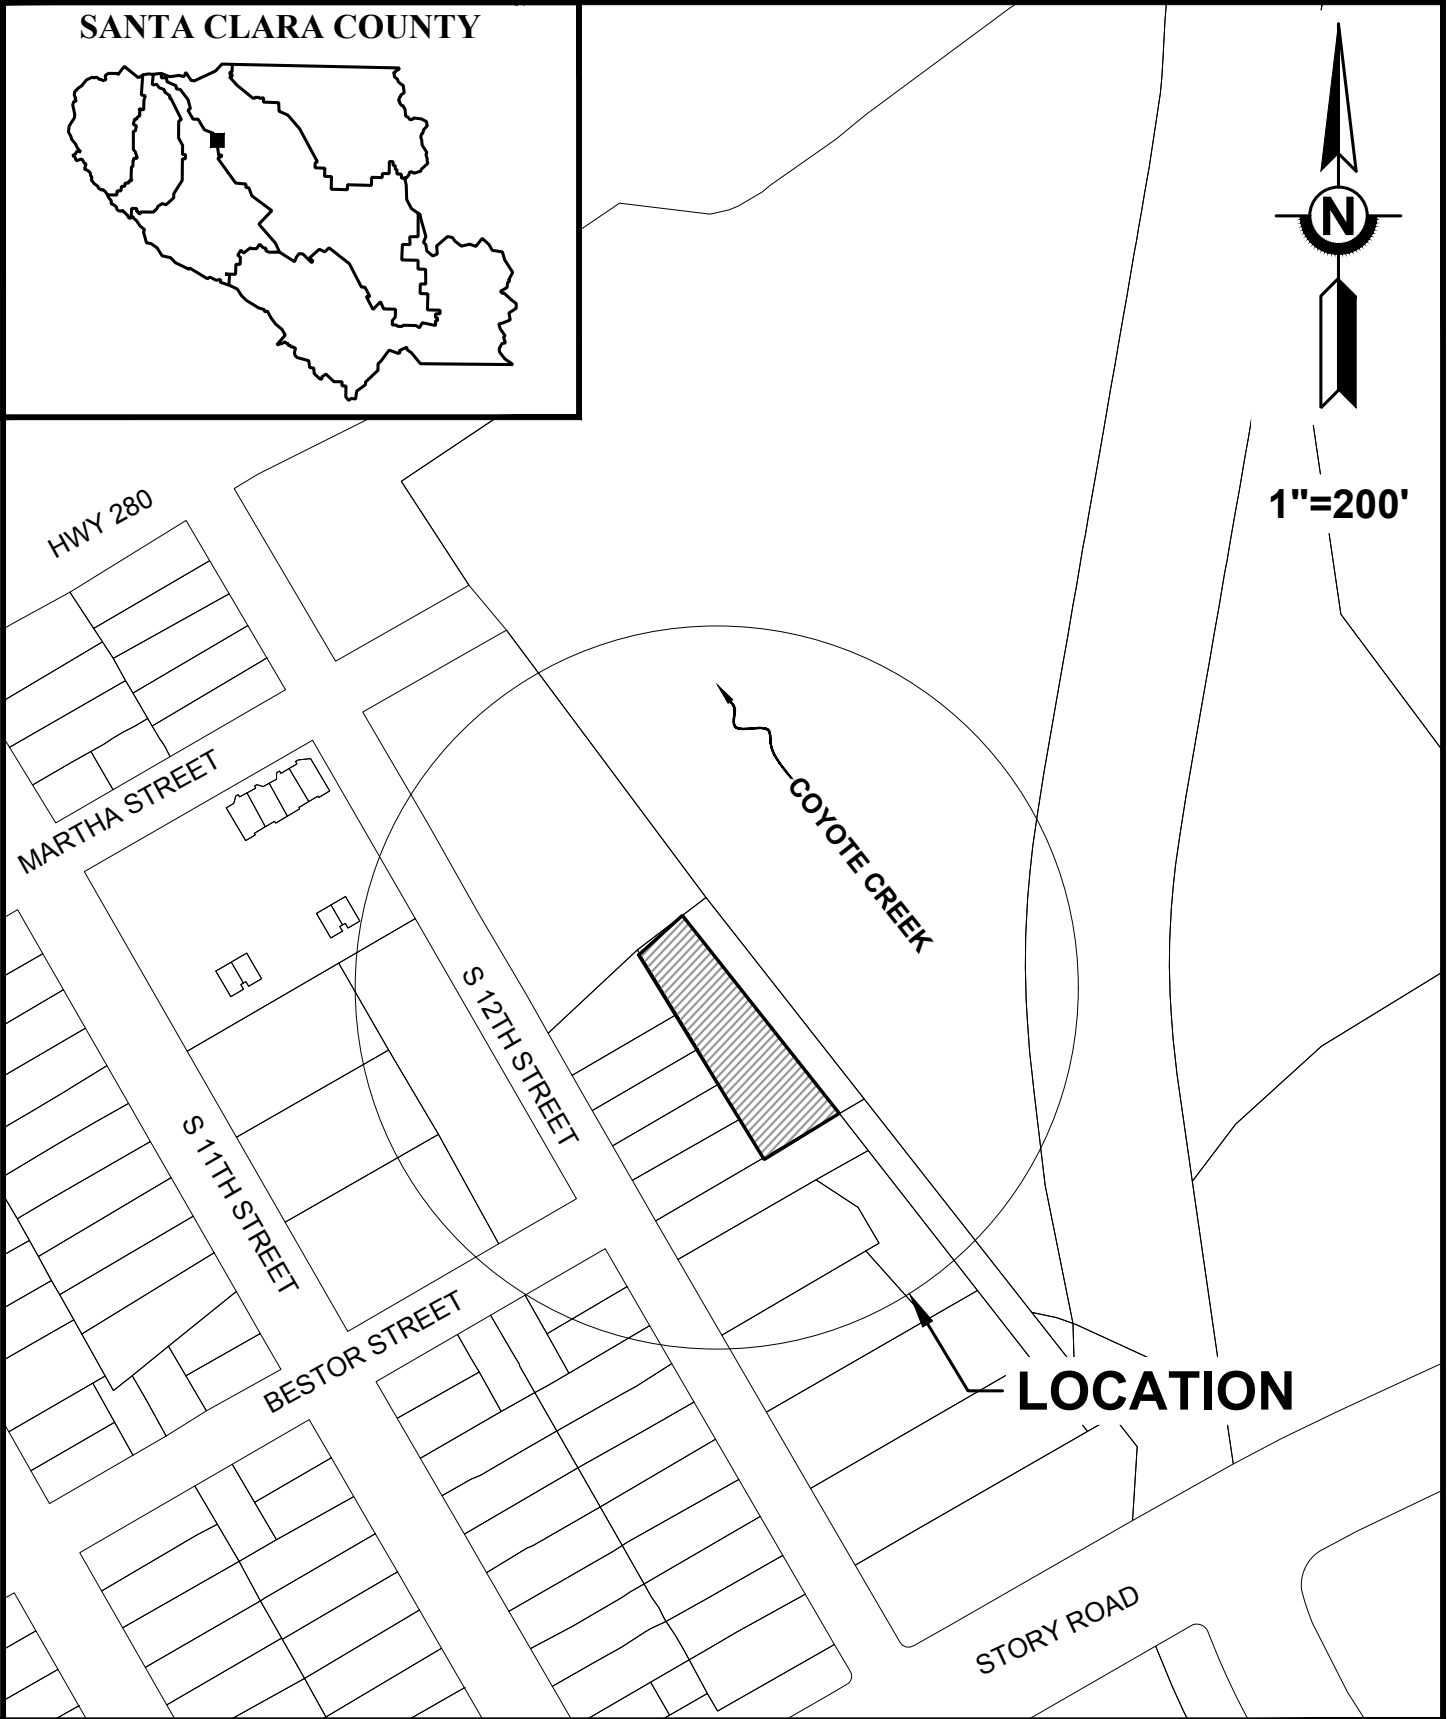 SANTA CLARA COUNTY
N
1"=200'
HWY 280
MARTHA STREET
COYOTE CREEK
S 12TH STREET
S 11TH STREET
BESTOR STREET
LOCATION
STORY ROAD